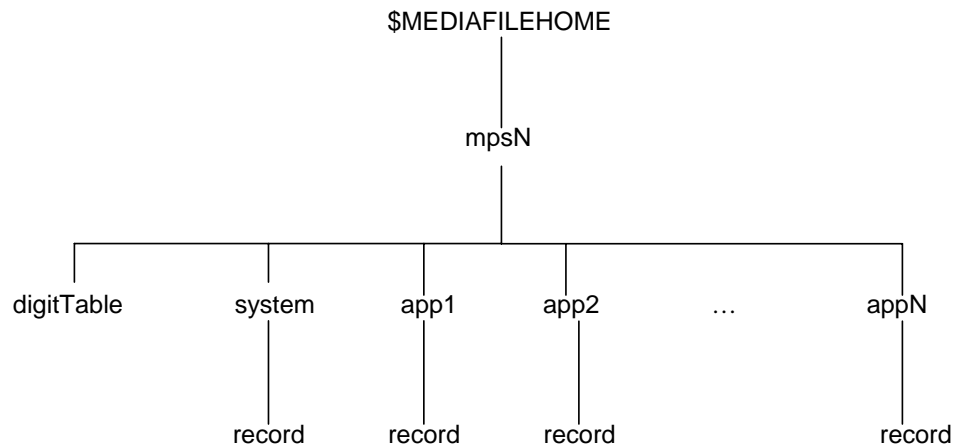 $MEDIAFILEHOME
mpsN
digitTable system app1 app2 … appN
record record record record